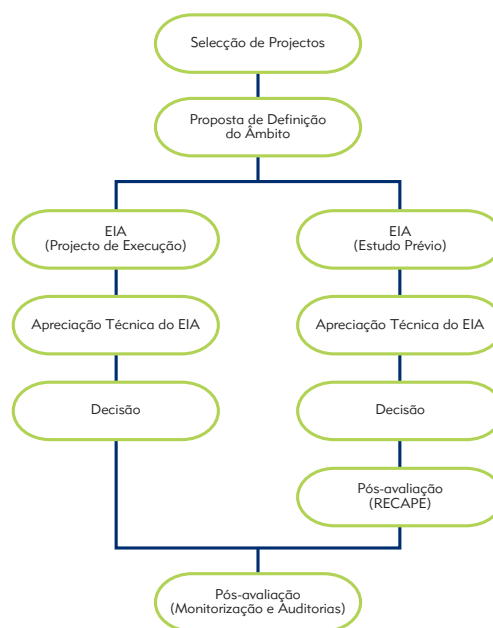 Selecção de Projectos
Proposta de Definição
do Âmbito
EIA
(Projecto de Execução)
EIA
(Estudo Prévio)
Apreciação Técnica do EIA
Apreciação Técnica do EIA
Decisão
Decisão
Pós-avaliação
(RECAPE)
Pós-avaliação
(Monitorização e Auditorias)